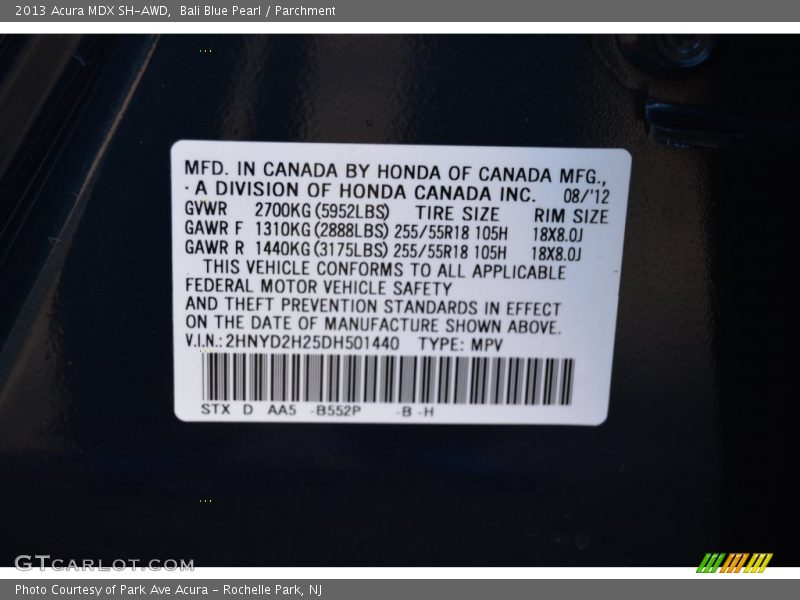 2013 Acura MDX SH-AWD,  Bali Blue Pearl / Parchment
MFD. IN CANADA BY HONDA OF CANADA MFG.,
A DIVISION OF HONDA CANADA INC. 08/'12
GVWR 2700KG (5952LBS) TIRE SIZE RIM SIZE
GAWR F 1310KG (2888LBS) 255/55R18 105H 18X8.0J
GAWR R 1440KG (3175LBS) 255/55R18 105H 18X8.0J
THIS VEHICLE CONFORMS TO ALL APPLICABLE
FEDERAL MOTOR VEHICLE SAFETY
AND THEFT PREVENTION STANDARDS IN EFFECT
ON THE DATE OF MANUFACTURE SHOWN ABOVE.
V.I.N.: 2HNYD2H25DH501440 TYPE: MPV
STX D AA5 -B552P -B -H
GTCARLOT.COM
Photo Courtesy of Park Ave Acura - Rochelle Park, NJ